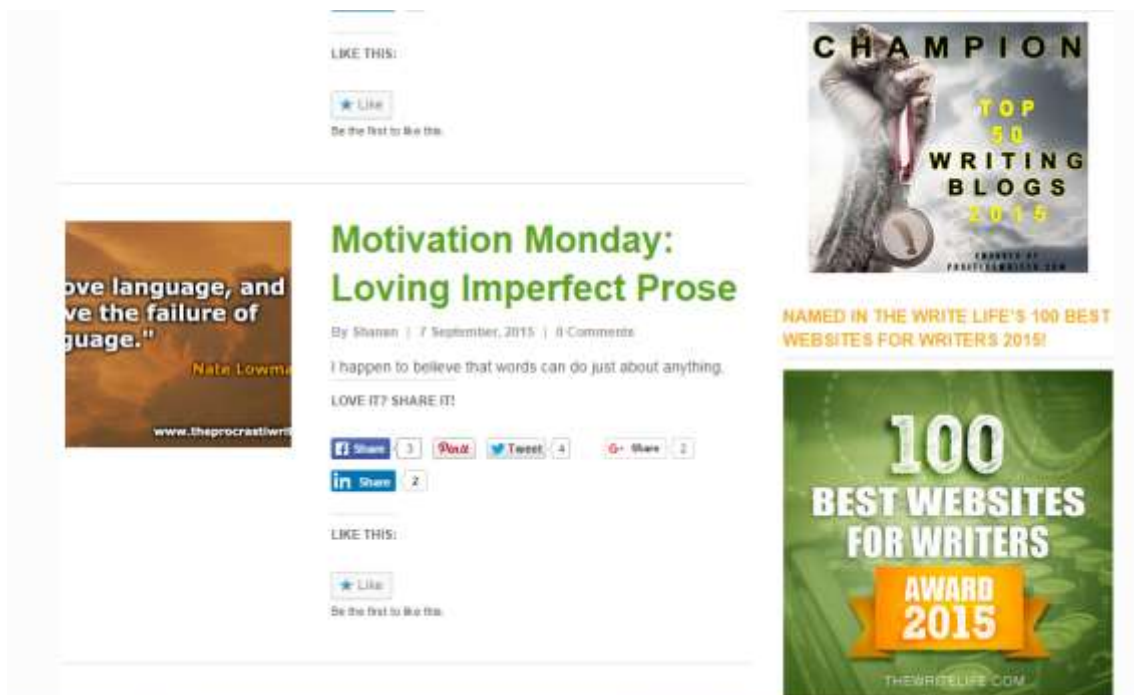 LIKE THIS:
Like
Be the first to like this.
ove language, and
ve the failure of
guage."
Nate Lowma
www.theprocrastiwrit
Motivation Monday:
Loving Imperfect Prose
By Shanan | 7 September, 2015 | 0 Comments
I happen to believe that words can do just about anything.
LOVE IT? SHARE IT!
Share 3 Pin it Tweet 4 G+ Share 2
in Share 2
LIKE THIS:
Like
Be the first to like this.
CHAMPION
TOP
50
WRITING
BLOGS
2015
POSITIVEWRITER.COM
NAMED IN THE WRITE LIFE'S 100 BEST
WEBSITES FOR WRITERS 2015!
100
BEST WEBSITES
FOR WRITERS
AWARD
2015
THEWRITELIFE.COM